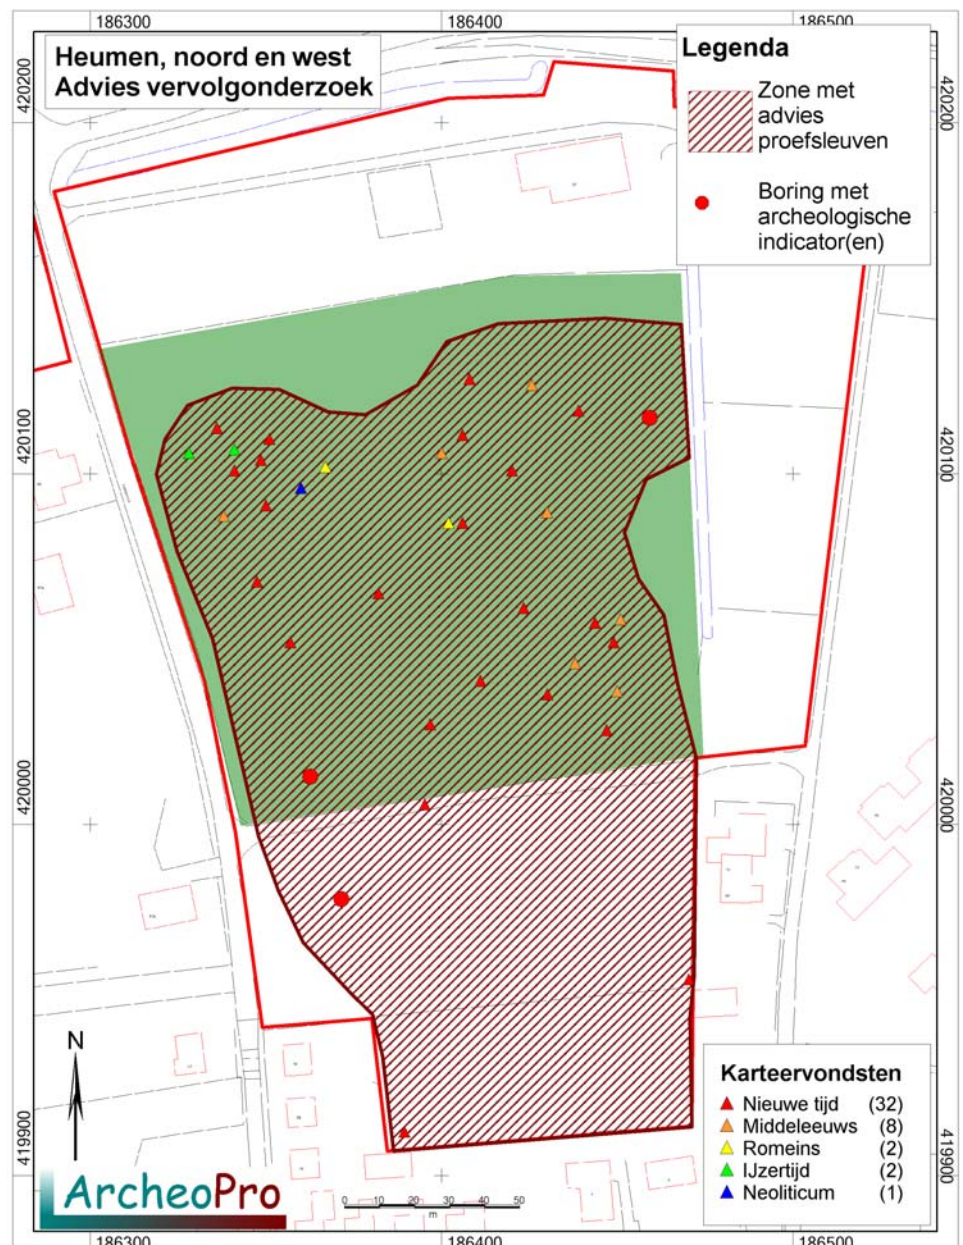 186300
186400
186500
Heumen, noord en west
Advies vervolgonderzoek
Legenda
Zone met
advies
proefsleuven
Boring met
archeologische
indicator(en)
420200
420200
420100
420100
420000
420000
419900
419900
N
ArcheoPro
0 10 20 30 40 50
m
Karteervondsten
Nieuwe tijd (32)
Middeleeuws (8)
Romeins (2)
IJzertijd (2)
Neoliticum (1)
186300
186400
186500